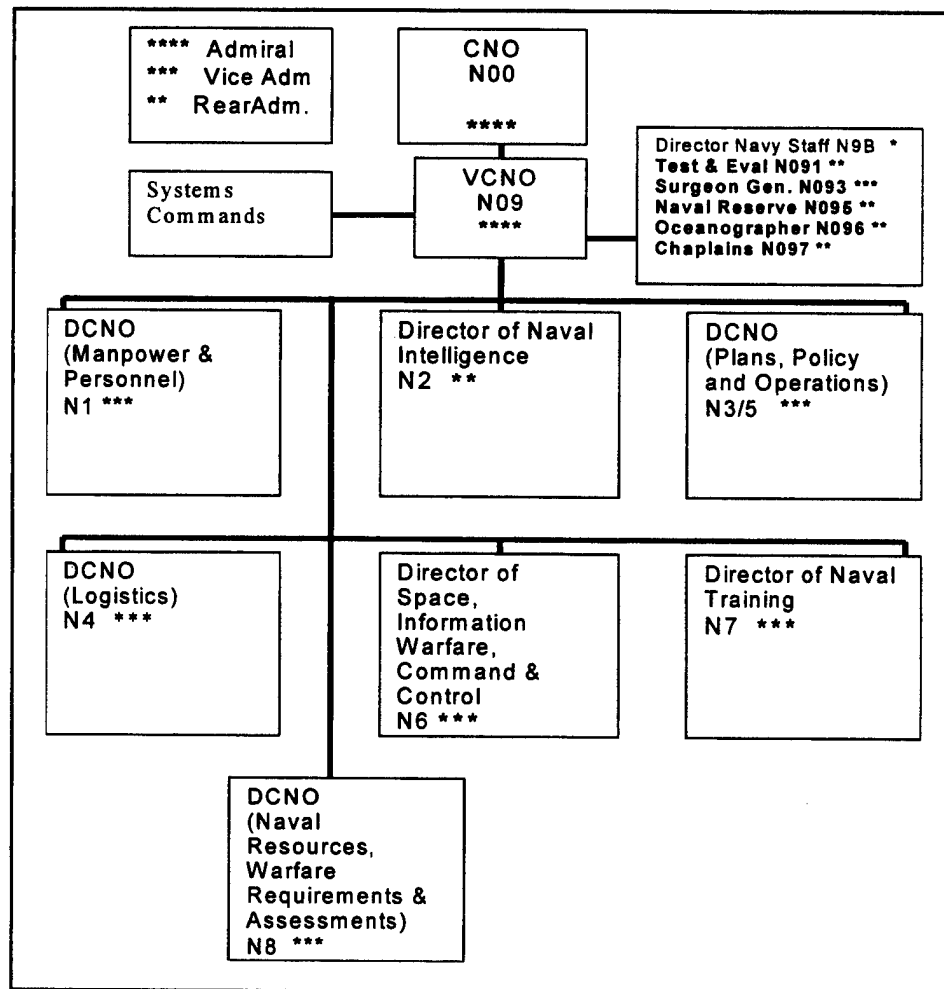 **** Admiral
*** Vice Adm
** RearAdm.
CNO
N00
****
Director Navy Staff N9B *
Test & Eval N091 **
Surgeon Gen. N093 ***
Naval Reserve N095 **
Oceanographer N096 **
Chaplains N097 **
Systems
Commands
VCNO
N09
****
DCNO
(Manpower &
Personnel)
N1 ***
Director of Naval
Intelligence
N2 **
DCNO
(Plans, Policy
and Operations)
N3/5 ***
DCNO
(Logistics)
N4 ***
Director of
Space,
Information
Warfare,
Command &
Control
N6 ***
Director of Naval
Training
N7 ***
DCNO
(Naval
Resources,
Warfare
Requirements &
Assessments)
N8 ***